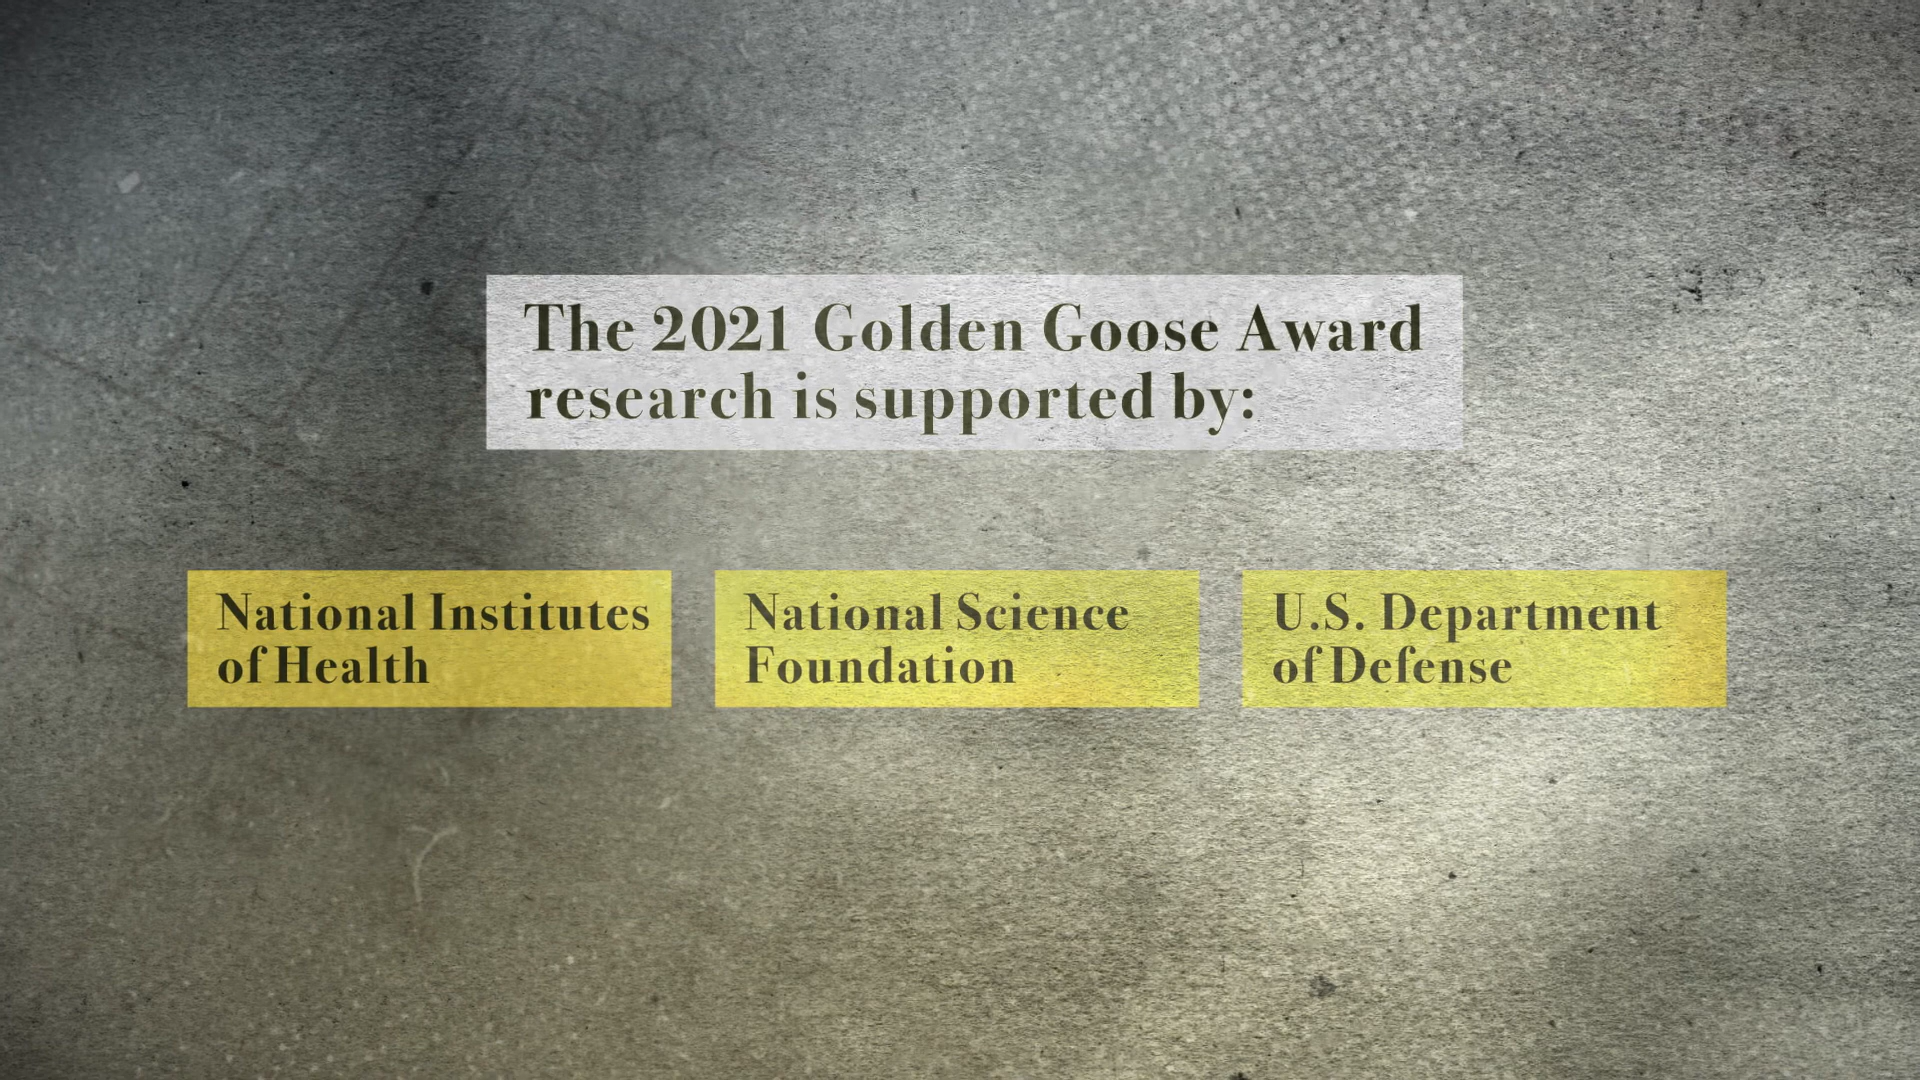 The 2021 Golden Goose Award
research is supported by:
National Institutes
of Health
National Science
Foundation
U.S. Department
of Defense